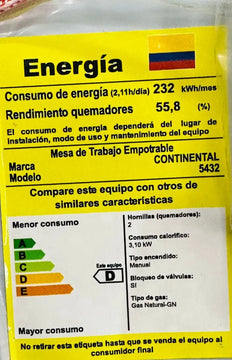 Energía
Consumo de energía (2,11h/día) 232 kWh/mes
Rendimiento quemadores 55,8 (%)
El consumo de energía dependerá del lugar de
instalación, modo de uso y mantenimiento del equipo
Mesa de Trabajo Empotrable
Marca CONTINENTAL
Modelo 5432
Compare este equipo con otros de
similares características
Menor consumo
A
B
C
D
E
Este equipo
D
Mayor consumo
Hornillas (quemadores):
2
Consumo calorífico:
3,10 kW
Tipo encendido:
Manual
Bloqueo de válvulas:
SI
Tipo de gas:
Gas Natural-GN
No retirar esta etiqueta hasta que se venda el equipo al
consumidor final